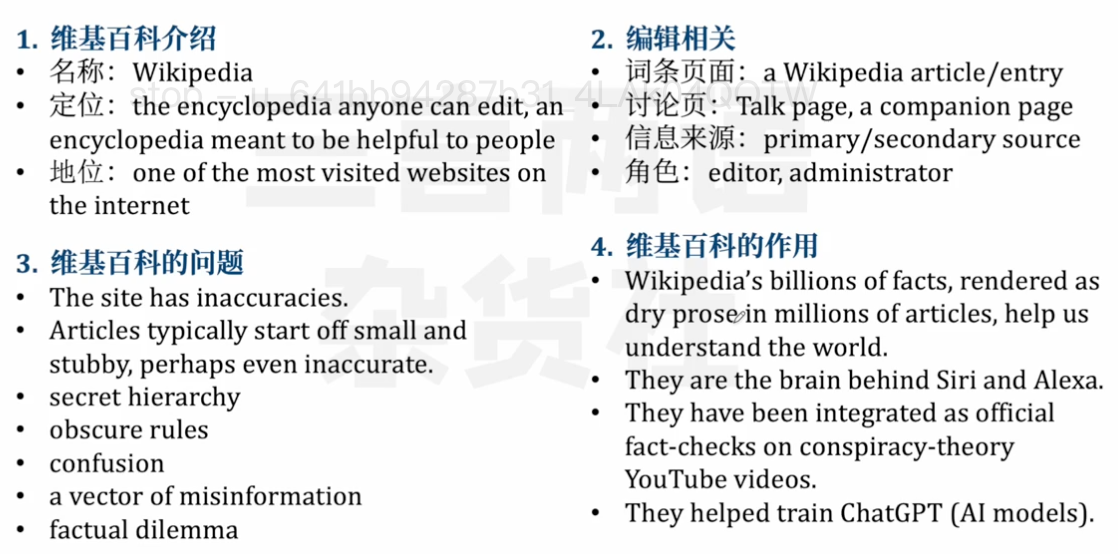 1. 维基百科介绍
• 名称：Wikipedia
• 定位：the encyclopedia anyone can edit, an
encyclopedia meant to be helpful to people
• 地位：one of the most visited websites on
the internet
3. 维基百科的问题
• The site has inaccuracies.
• Articles typically start off small and
stubby, perhaps even inaccurate.
• secret hierarchy
• obscure rules
• confusion
• a vector of misinformation
• factual dilemma
2. 编辑相关
• 词条页面：a Wikipedia article/entry
• 讨论页：Talk page, a companion page
• 信息来源：primary/secondary source
• 角色：editor, administrator
4. 维基百科的作用
• Wikipedia’s billions of facts, rendered as
dry prose in millions of articles, help us
understand the world.
• They are the brain behind Siri and Alexa.
• They have been integrated as official
fact-checks on conspiracy-theory
YouTube videos.
• They helped train ChatGPT (AI models).
三言两语
杂货社